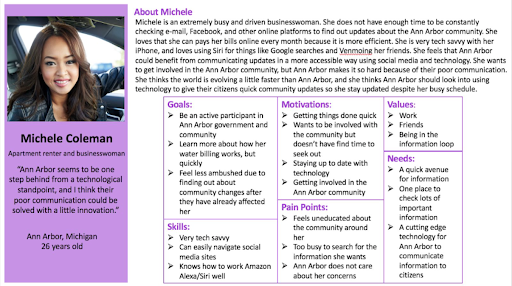 About Michele
Michele is an extremely busy and driven businesswoman. She does not have enough time to be constantly
checking e-mail, Facebook, and other online platforms to find out updates about the Ann Arbor community. She
loves that she can pays her bills online every month because it is more efficient. She is very tech savvy with her
iPhone, and loves using Siri for things like Google searches and Venmoing her friends. She feels that Ann Arbor
could benefit from communicating updates in a more accessible way using social media and technology. She wants
to get involved in the Ann Arbor community, but Ann Arbor makes it so hard because of their poor communication.
She thinks the world is evolving a little faster than Ann Arbor, and she thinks Ann Arbor should look into using
technology to give their citizens quick community updates so she stay updated despite her busy schedule.
Michele Coleman
Apartment renter and businesswoman
“Ann Arbor seems to be one
step behind from a technological
standpoint, and I think their
poor communication could be
solved with a little innovation.”
Ann Arbor, Michigan
26 years old
Goals:
➢ Be an active participant in
Ann Arbor government and
community
➢ Learn more about how her
water billing works, but
quickly
➢ Feel less ambushed due to
finding out about
community changes after
they have already affected
her
Skills:
➢ Very tech savvy
➢ Can easily navigate social
media sites
➢ Knows how to work Amazon
Alexa/Siri well
Motivations:
➢ Getting things done quick
➢ Wants to be involved with
the community but
doesn’t have time to
seek out
➢ Staying up to date with
technology
➢ Getting involved in the
Ann Arbor community
Pain Points:
➢ Feels uneducated about
the community around
her
➢ Too busy to search for the
information she wants
➢ Ann Arbor does not care
about her concerns
Values:
➢ Work
➢ Friends
➢ Being in the
information loop
Needs:
➢ A quick avenue for
information
➢ One place to
check lots of
important
information
➢ A cutting edge
technology for
Ann Arbor to
communicate
information to
citizens